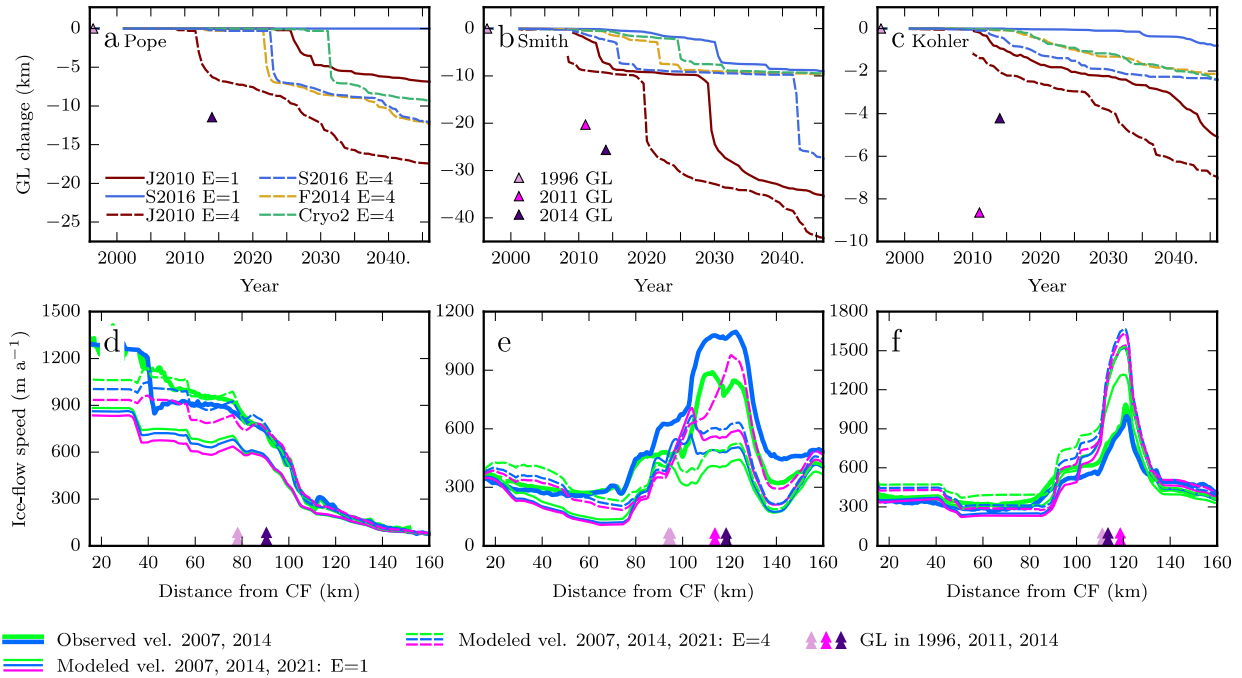 GL change (km)
0
−5
−10
−15
−20
−25
a Pope
J2010 E=1
S2016 E=1
J2010 E=4
S2016 E=4
F2014 E=4
Cryo2 E=4
2000 2010 2020 2030 2040.
Year
0
−10
−20
−30
−40
b Smith
1996 GL
2011 GL
2014 GL
2000 2010 2020 2030 2040.
Year
0
−2
−4
−6
−8
−10
c Kohler
2000 2010 2020 2030 2040.
Year
Ice-flow speed (m a⁻¹)
1500
1200
900
600
300
0
d
20 40 60 80 100 120 140 160
Distance from CF (km)
1200
900
600
300
0
e
20 40 60 80 100 120 140 160
Distance from CF (km)
1800
1500
1200
900
600
300
0
f
20 40 60 80 100 120 140 160
Distance from CF (km)
Observed vel. 2007, 2014
Modeled vel. 2007, 2014, 2021: E=4
GL in 1996, 2011, 2014
Modeled vel. 2007, 2014, 2021: E=1